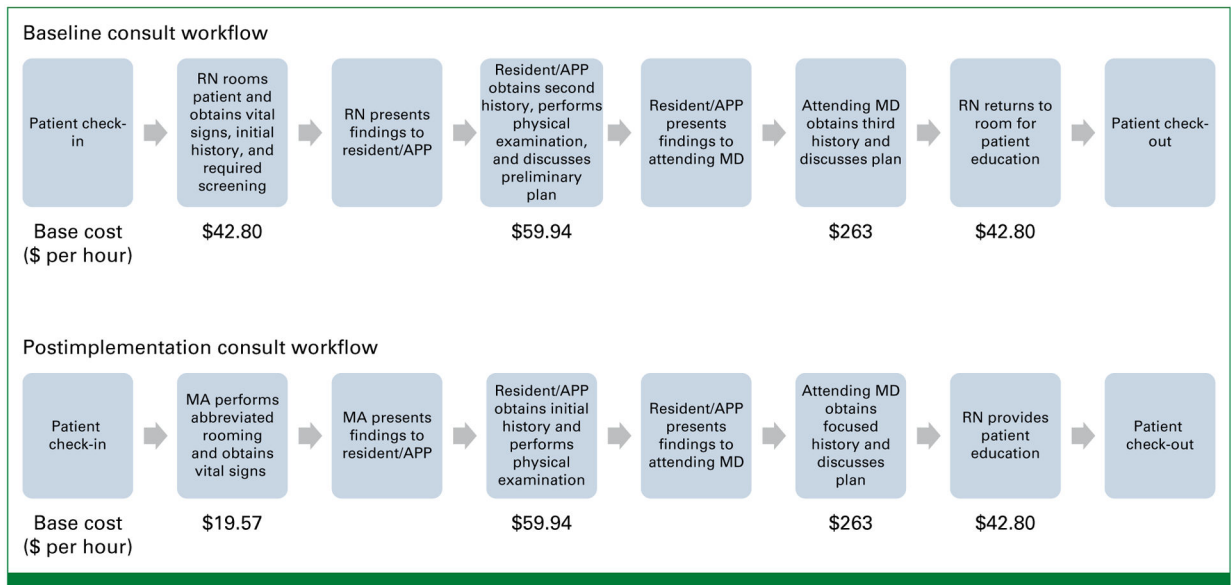 Baseline consult workflow
Patient check-
in
RN rooms
patient and
obtains vital
signs, initial
history, and
required
screening
RN presents
findings to
resident/APP
Resident/APP
obtains second
history, performs
physical
examination,
and discusses
preliminary
plan
Resident/APP
presents
findings to
attending MD
Attending MD
obtains third
history and
discusses plan
RN returns to
room for
patient
education
Patient check-
out
Base cost
($ per hour)
$42.80
$59.94
$263
$42.80
Postimplementation consult workflow
Patient
check-in
MA performs
abbreviated
rooming
and obtains
vital signs
MA presents
findings to
resident/APP
Resident/APP
obtains initial
history and
performs
physical
examination
Resident/APP
presents
findings to
attending MD
Attending MD
obtains
focused
history and
discusses
plan
RN provides
patient
education
Patient
check-out
Base cost
($ per hour)
$19.57
$59.94
$263
$42.80